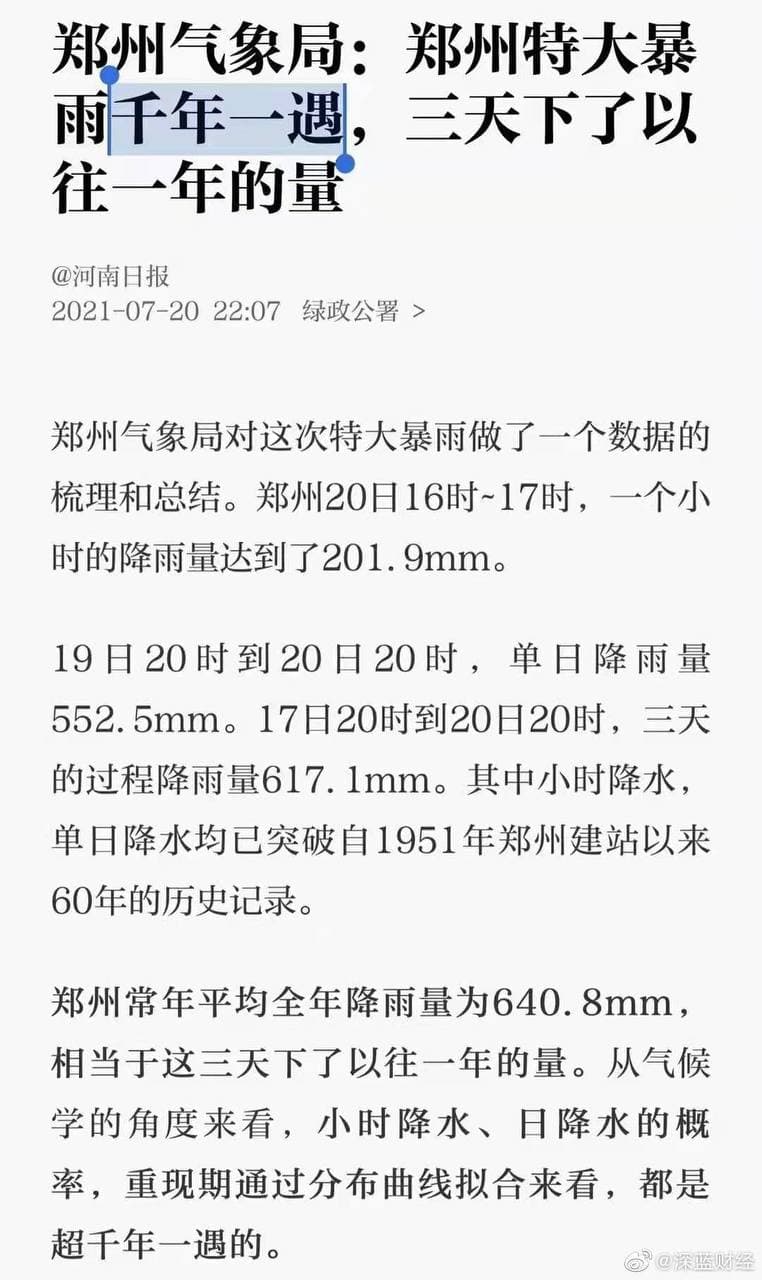 郑州气象局：郑州特大暴
雨千年一遇，三天下了以
往一年的量
@河南日报
2021-07-20 22:07 绿政公署 >
郑州气象局对这次特大暴雨做了一个数据的
梳理和总结。郑州20日16时~17时，一个小
时的降雨量达到了201.9mm。
19日20时到20日20时，单日降雨量
552.5mm。17日20时到20日20时，三天
的过程降雨量617.1mm。其中小时降水，
单日降水均已突破自1951年郑州建站以来
60年的历史记录。
郑州常年平均全年降雨量为640.8mm，
相当于这三天下了以往一年的量。从气候
学的角度来看，小时降水、日降水的概
率，重现期通过分布曲线拟合来看，都是
超千年一遇的。
@深蓝财经